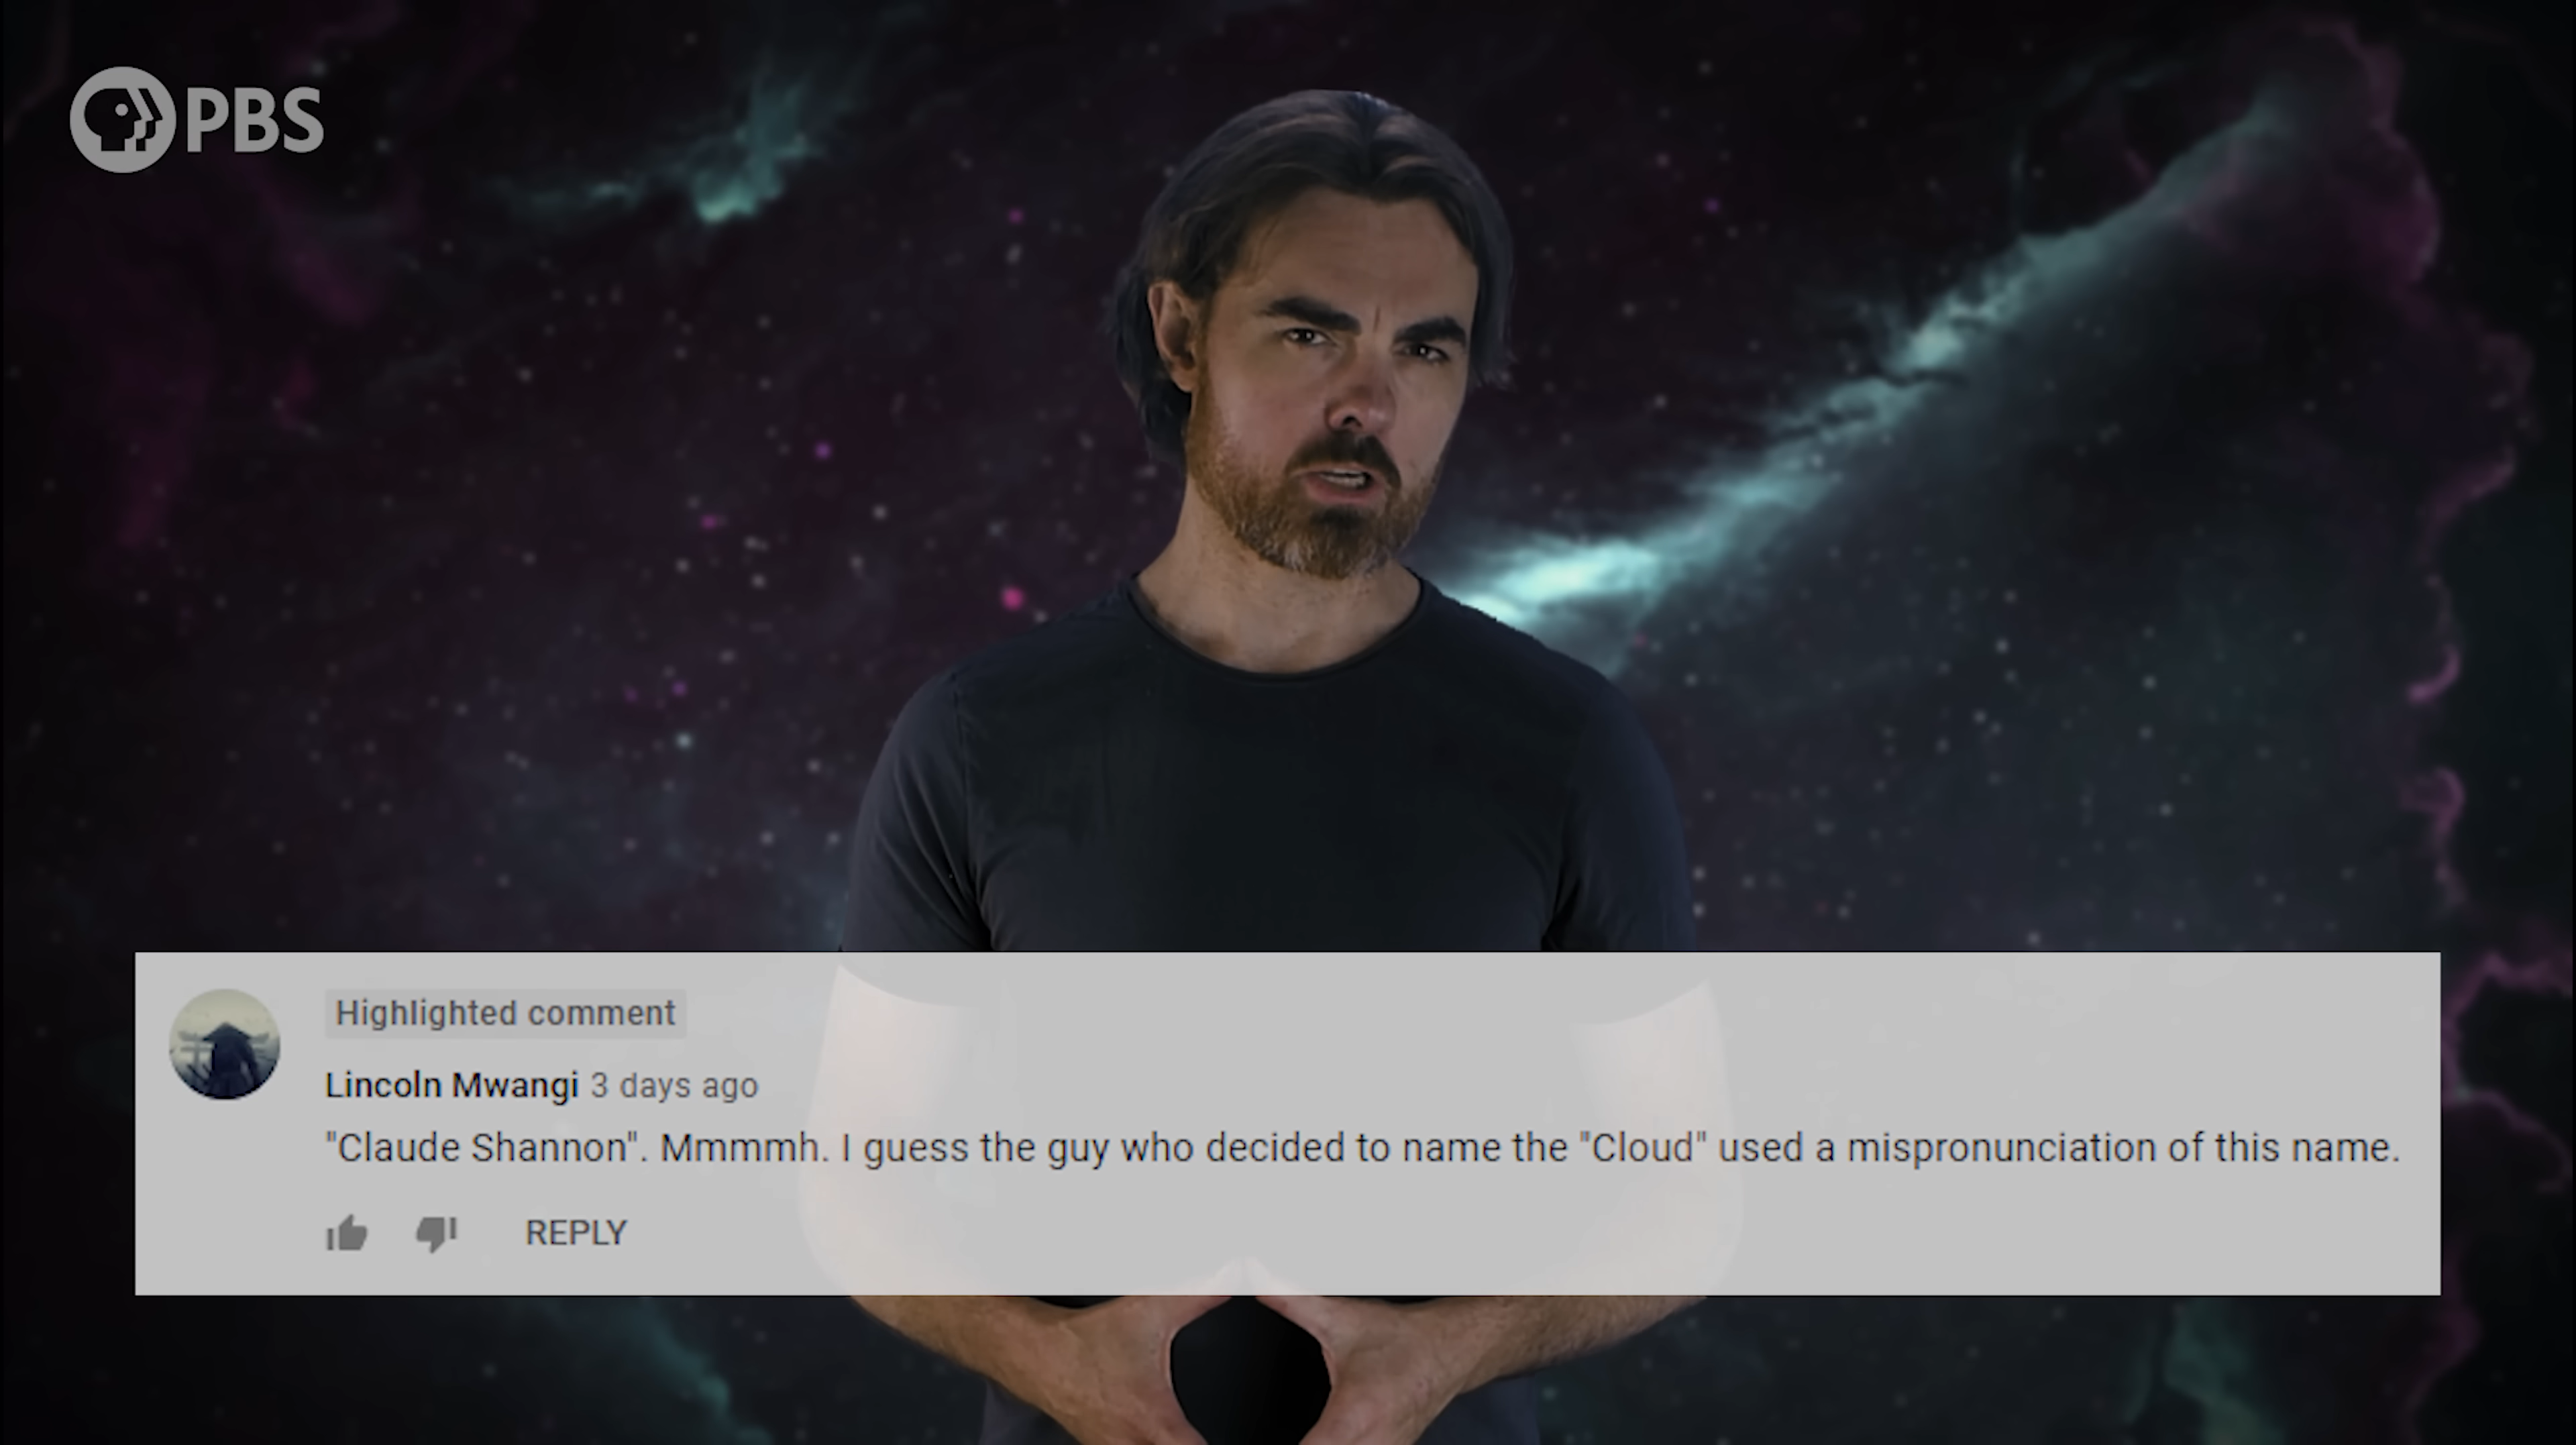 PBS
Highlighted comment
Lincoln Mwangi 3 days ago
"Claude Shannon". Mmmmh. I guess the guy who decided to name the "Cloud" used a mispronunciation of this name.
REPLY